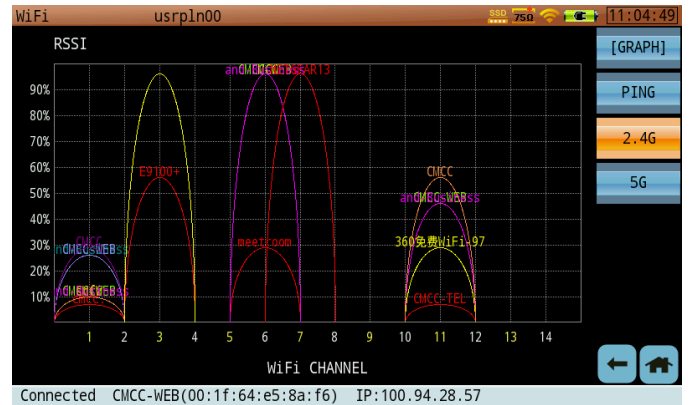 WiFi usrpln00 SSD 75Ω 11:04:49
RSSI
[GRAPH]
PING
2.4G
5G
90%
80%
70%
60%
50%
40%
30%
20%
10%
E9100+
CMCC
meetroom
360免费WiFi-97
CMCC-TEL
1 2 3 4 5 6 7 8 9 10 11 12 13 14
WiFi CHANNEL
Connected CMCC-WEB(00:1f:64:e5:8a:f6) IP:100.94.28.57